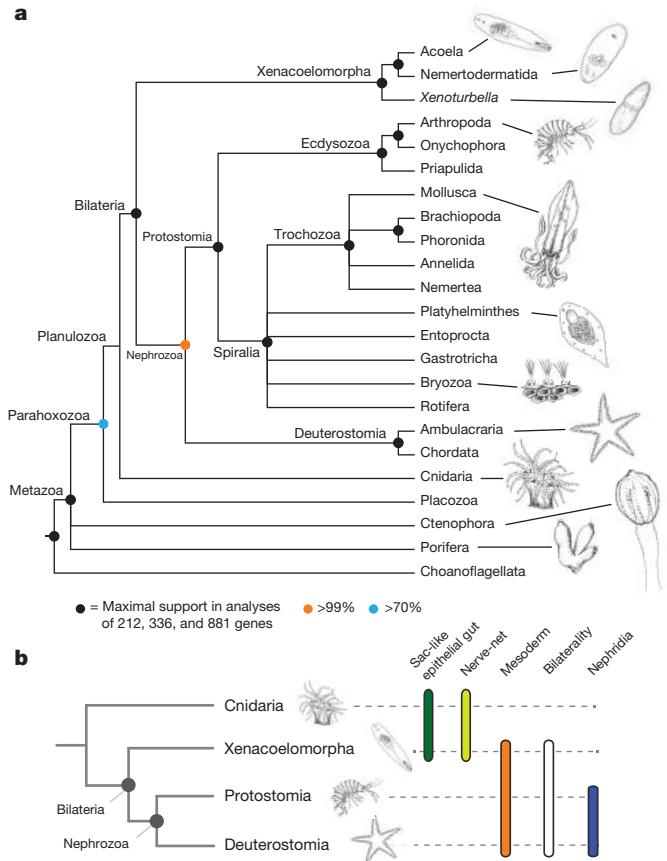 a
Acoela
Xenacoelomorpha
Nemertodermatida
Xenoturbella
Arthropoda
Ecdysozoa
Onychophora
Priapulida
Mollusca
Bilateria
Brachiopoda
Protostomia
Trochozoa
Phoronida
Annelida
Nemertea
Platyhelminthes
Planulozoa
Entoprocta
Nephrozoa
Spiralia
Gastrotricha
Bryozoa
Rotifera
Parahoxozoa
Ambulacraria
Deuterostomia
Chordata
Cnidaria
Metazoa
Placozoa
Ctenophora
Porifera
Choanoflagellata
= Maximal support in analyses >99% >70%
of 212, 336, and 881 genes
b
Sac-like
epithelial gut
Nerve-net
Mesoderm
Bilaterality
Nephridia
Cnidaria
Xenacoelomorpha
Protostomia
Bilateria
Nephrozoa
Deuterostomia